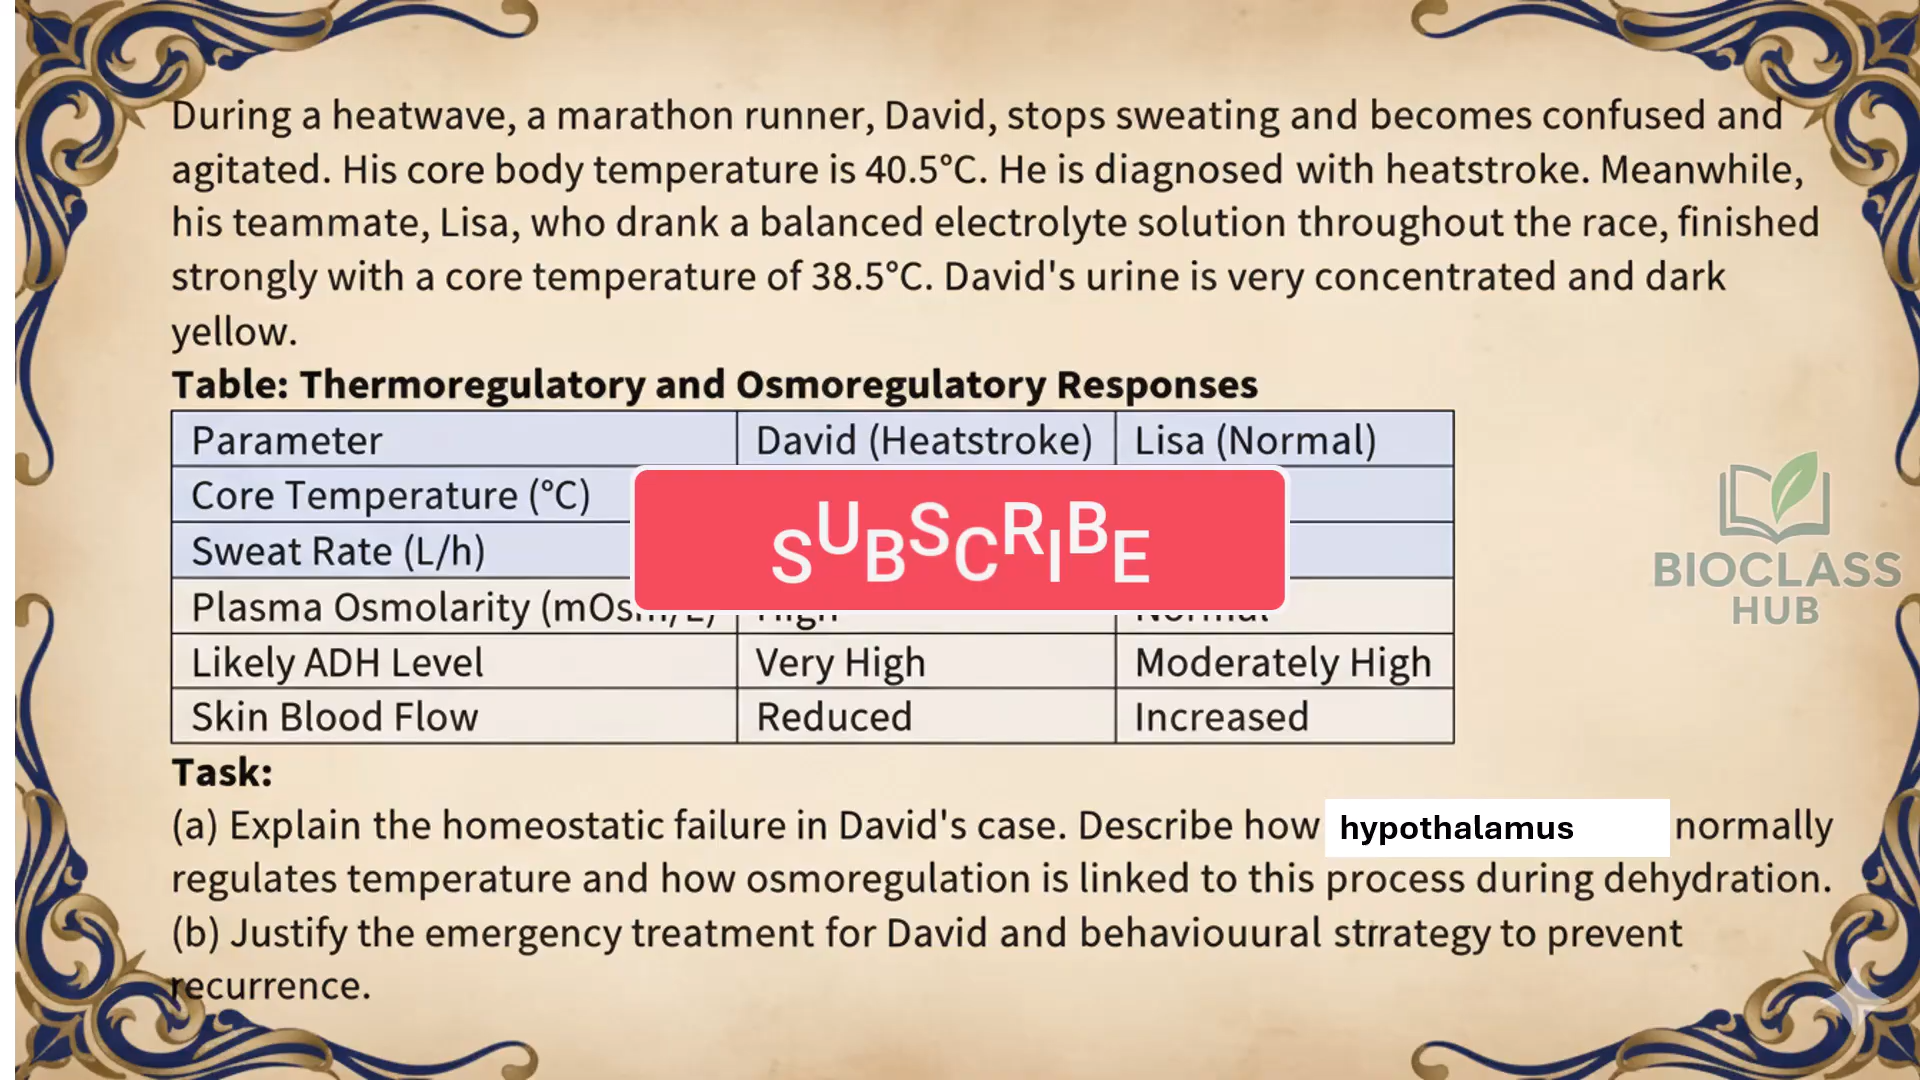 During a heatwave, a marathon runner, David, stops sweating and becomes confused and
agitated. His core body temperature is 40.5°C. He is diagnosed with heatstroke. Meanwhile,
his teammate, Lisa, who drank a balanced electrolyte solution throughout the race, finished
strongly with a core temperature of 38.5°C. David's urine is very concentrated and dark
yellow.
Table: Thermoregulatory and Osmoregulatory Responses
Parameter David (Heatstroke) Lisa (Normal)
Core Temperature (°C)
Sweat Rate (L/h)
SUBSCRIBE
Plasma Osmolarity (mOsm/L) High Normal
Likely ADH Level Very High Moderately High
Skin Blood Flow Reduced Increased
BIOCLASS
HUB
Task:
(a) Explain the homeostatic failure in David's case. Describe how hypothalamus normally
regulates temperature and how osmoregulation is linked to this process during dehydration.
(b) Justify the emergency treatment for David and behaviouural strrategy to prevent
recurrence.